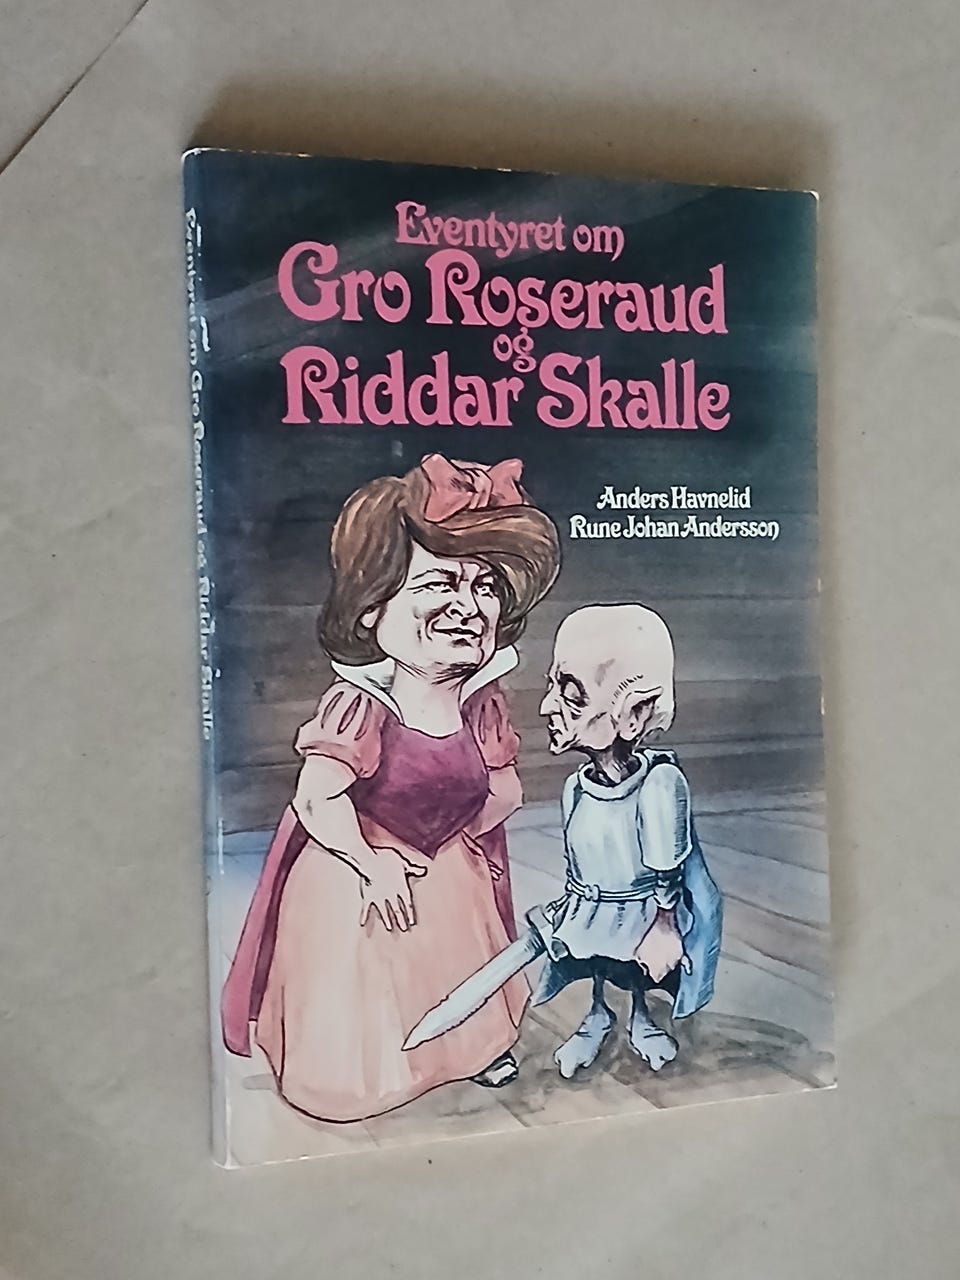 Eventyret om
Gro Roseraud
og
Riddar Skalle
Anders Havnelid
Rune Johan Andersson
Eventyret om Gro Roseraud og Riddar Skalle